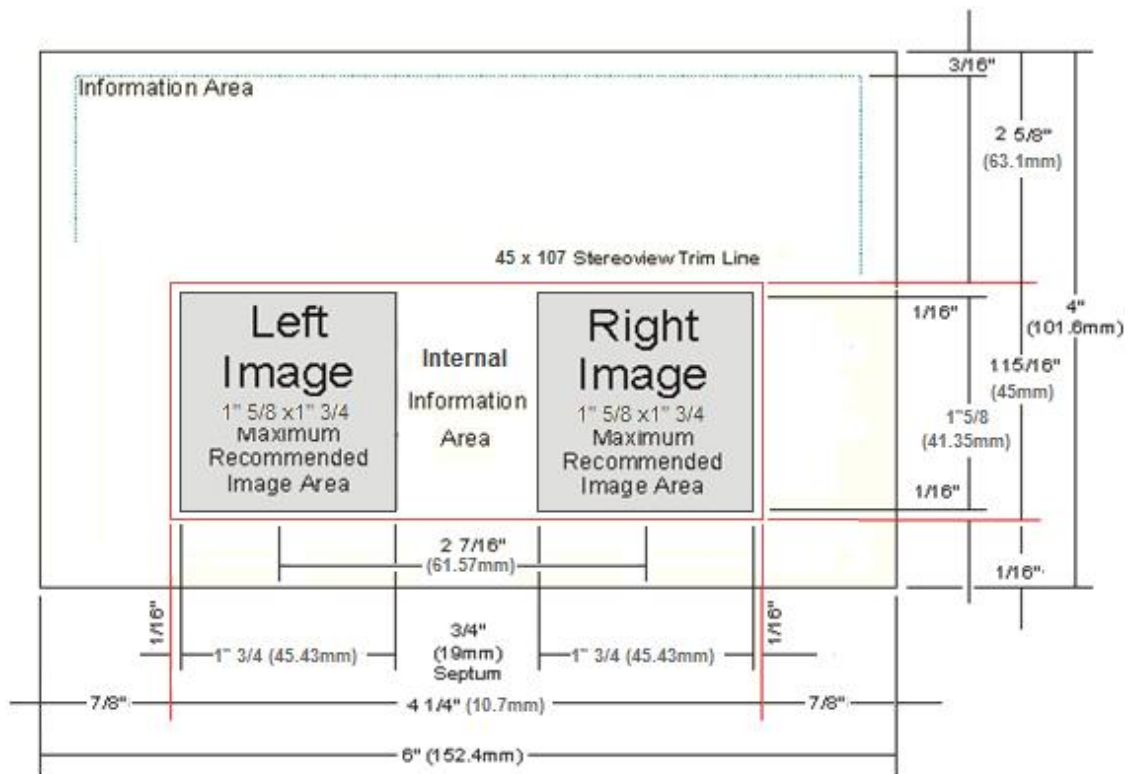 3/16"
Information Area
2 5/8"
(63.1mm)
45 x 107 Stereoview Trim Line
4"
(101.6mm)
1/16"
Left
Image
1" 5/8 x1" 3/4
Maximum
Recommended
Image Area
Internal
Information
Area
Right
Image
1" 5/8 x1" 3/4
Maximum
Recommended
Image Area
115/16"
(45mm)
1"5/8
(41.35mm)
1/16"
2 7/16"
(61.57mm)
1/16"
1/16"
1/16"
3/4"
(19mm)
Septum
1" 3/4 (45.43mm)
1" 3/4 (45.43mm)
7/8"
4 1/4" (10.7mm)
7/8"
6" (152.4mm)